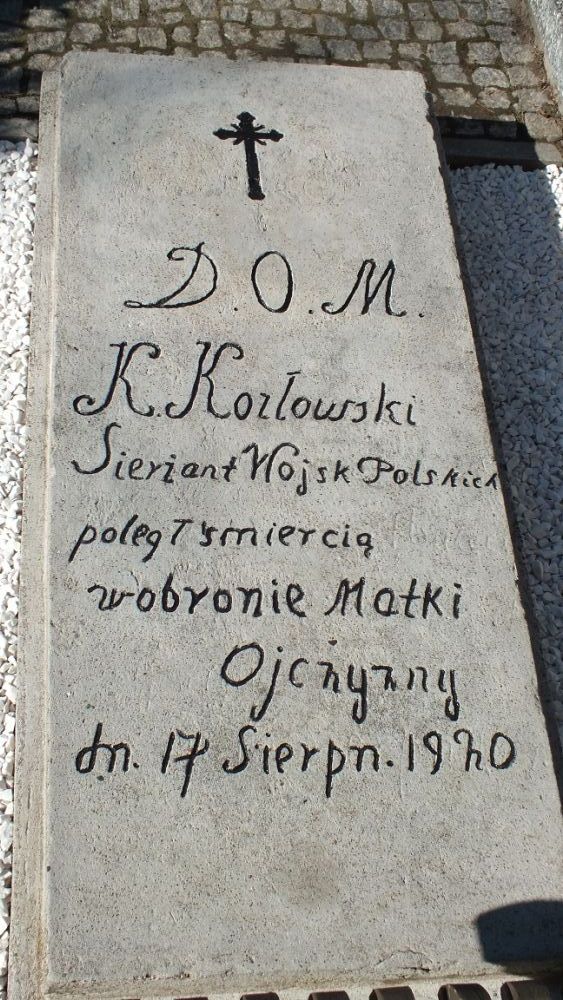 D.O.M.
K. Kozłowski
Sierżant Wojsk Polskich
poległ śmiercią
w obronie Matki
Ojczyzny
dn. 17 Sierpn. 1920